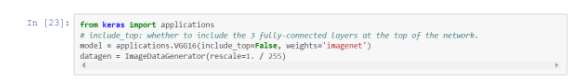 In [23]: from keras import applications
# include_top: whether to include the 3 fully-connected layers at the top of the network.
model = applications.VGG16(include_top=False, weights='imagenet')
datagen = ImageDataGenerator(rescale=1. / 255)